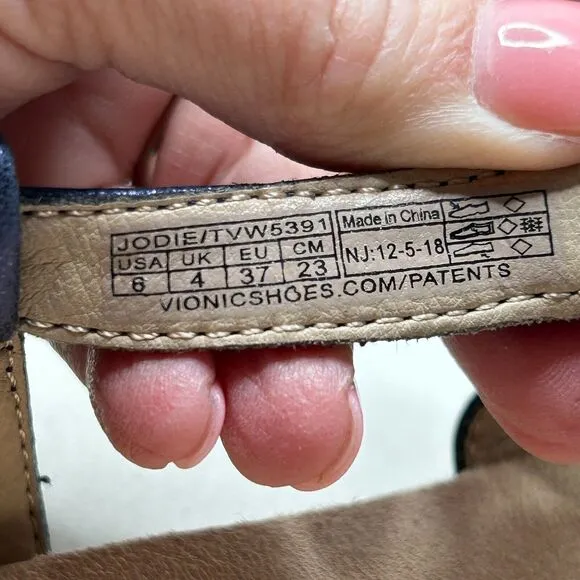 JODIE/TVW5391
USA UK EU CM
6 4 37 23
Made in China
NJ:12-5-18
VIONICSHOES.COM/PATENTS